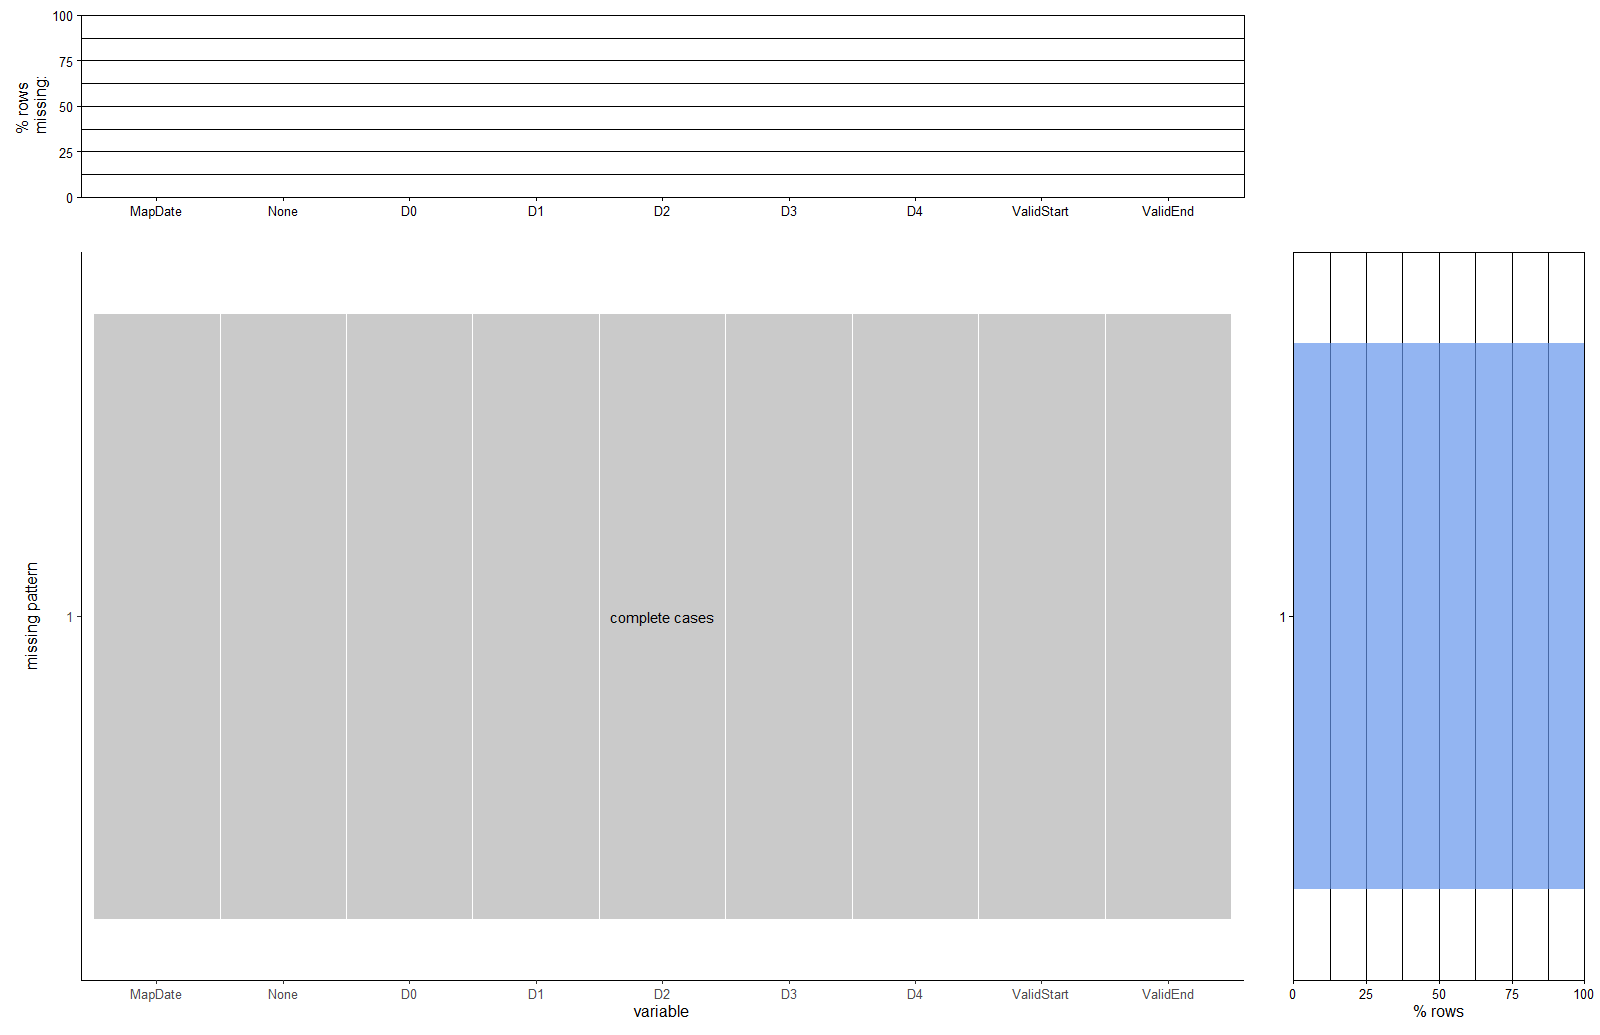 % rows
missing:
100
75
50
25
0
MapDate None D0 D1 D2 D3 D4 ValidStart ValidEnd
missing pattern
1
complete cases
MapDate None D0 D1 D2 D3 D4 ValidStart ValidEnd
variable
1
0 25 50 75 100
% rows